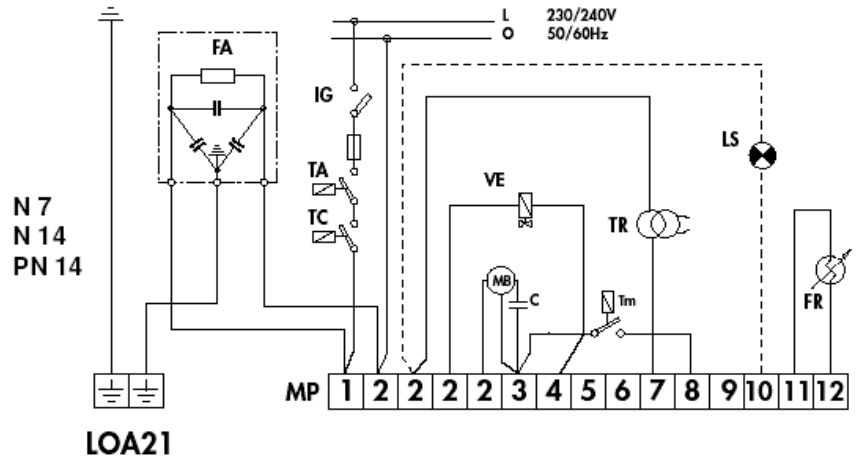 L 230/240V
O 50/60Hz
FA
IG
LS
TA
VE
TC
TR
N 7
N 14
PN 14
MB
C
Tm
FR
MP 1 2 2 2 2 3 4 5 6 7 8 9 10 11 12
LOA21